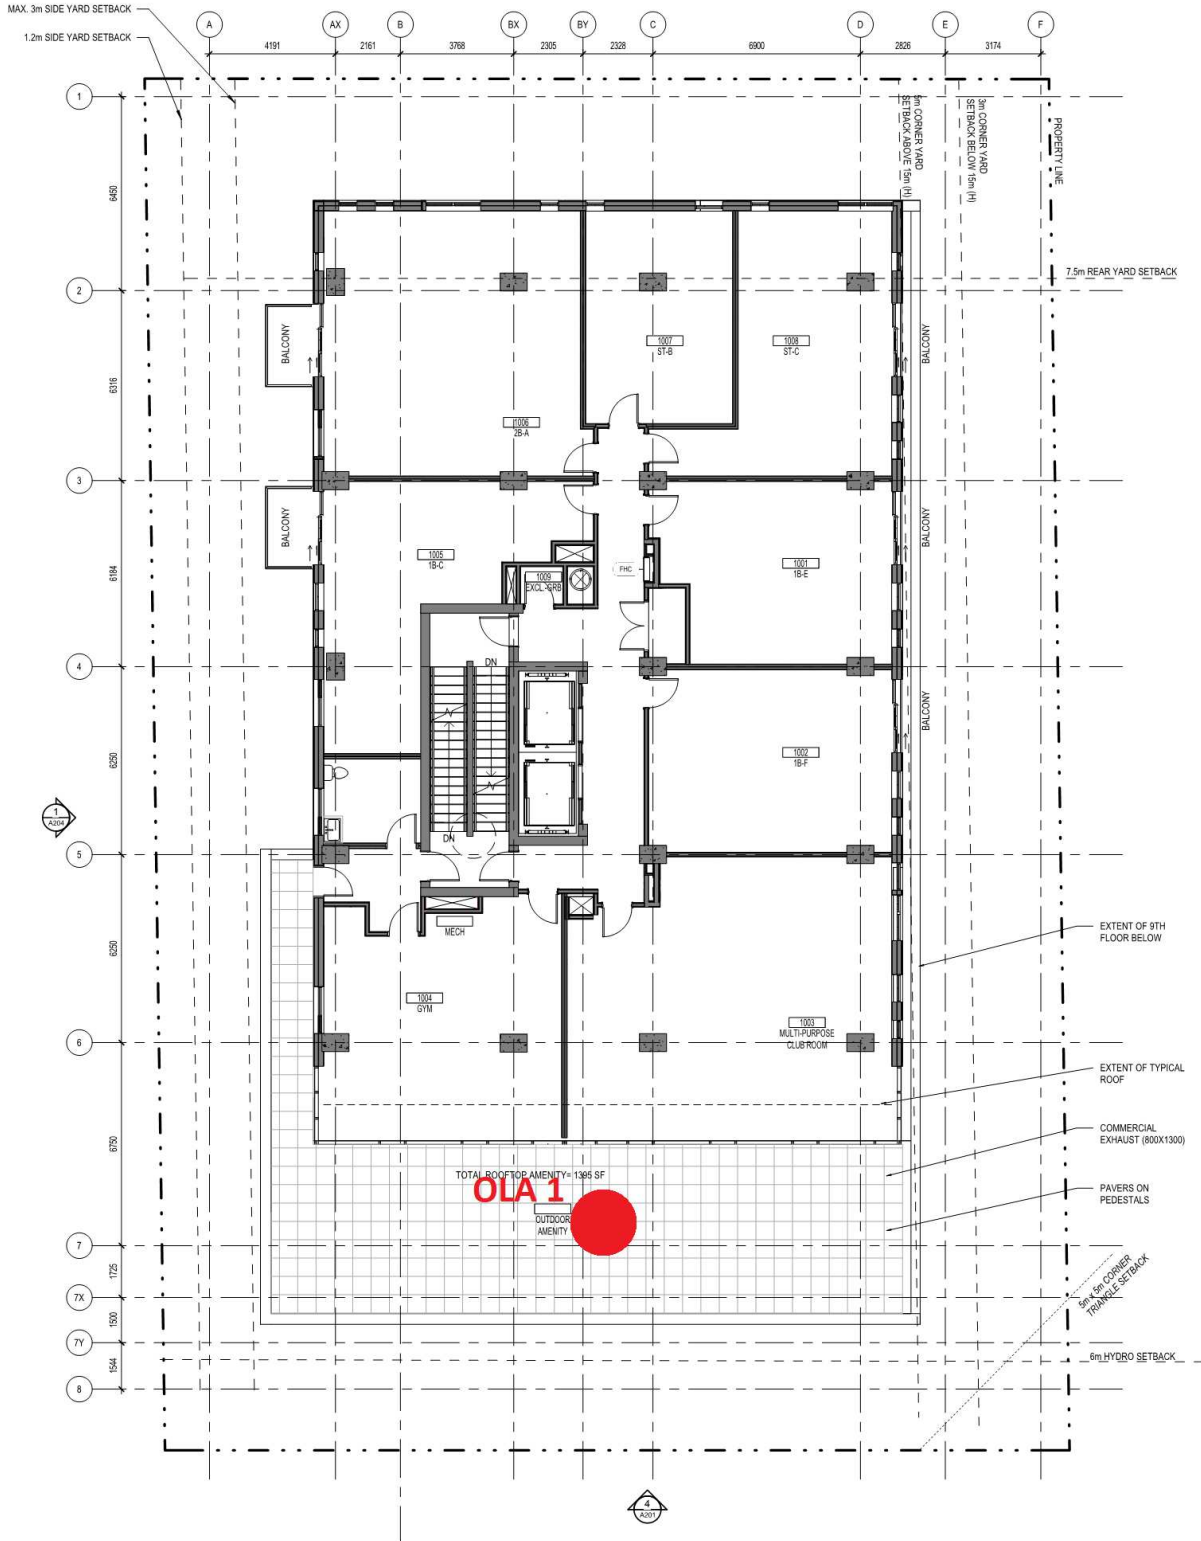 MAX. 3m SIDE YARD SETBACK
1.2m SIDE YARD SETBACK
A
AX
B
BX
BY
C
D
E
F
4191
2161
3768
2305
2328
6900
2826
3174
1
5m CORNER YARD
SETBACK ABOVE 15m (H)
3m CORNER YARD
SETBACK BELOW 15m (H)
PROPERTY LINE
6450
7.5m REAR YARD SETBACK
2
BALCONY
1007
ST-B
1008
ST-C
BALCONY
6316
1006
2B-A
3
BALCONY
1005
1B-C
1009
EXCL.-GRB
FHC
1001
1B-E
BALCONY
6184
4
DN
BALCONY
1002
1B-F
6250
1
A204
DN
5
MECH
EXTENT OF 9TH
FLOOR BELOW
6250
1004
GYM
1003
MULTI-PURPOSE
CLUB ROOM
6
EXTENT OF TYPICAL
ROOF
COMMERCIAL
EXHAUST (800X1300)
6750
TOTAL ROOFTOP AMENITY= 1395 SF
OLA 1
PAVERS ON
PEDESTALS
OUTDOOR
AMENITY
7
1725
5m x 5m CORNER
TRIANGLE SETBACK
7X
1500
7Y
1544
6m HYDRO SETBACK
8
4
A201